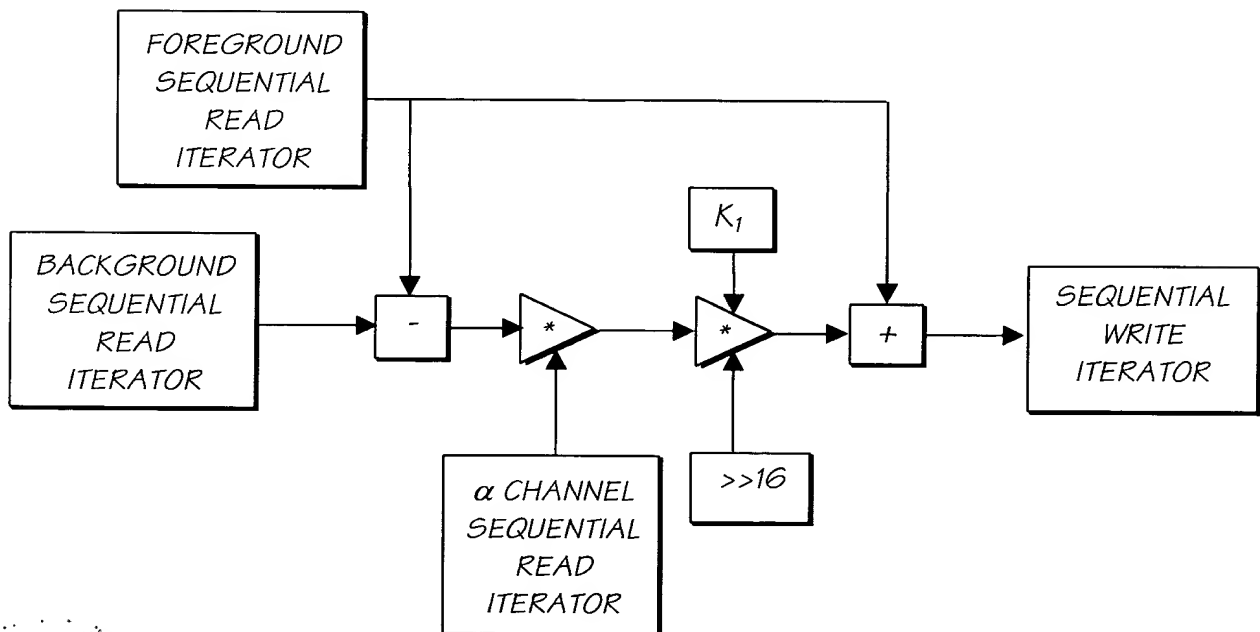 FOREGROUND
SEQUENTIAL
READ
ITERATOR
K1
BACKGROUND
SEQUENTIAL
READ
ITERATOR
-
*
*
+
SEQUENTIAL
WRITE
ITERATOR
α CHANNEL
SEQUENTIAL
READ
ITERATOR
>>16